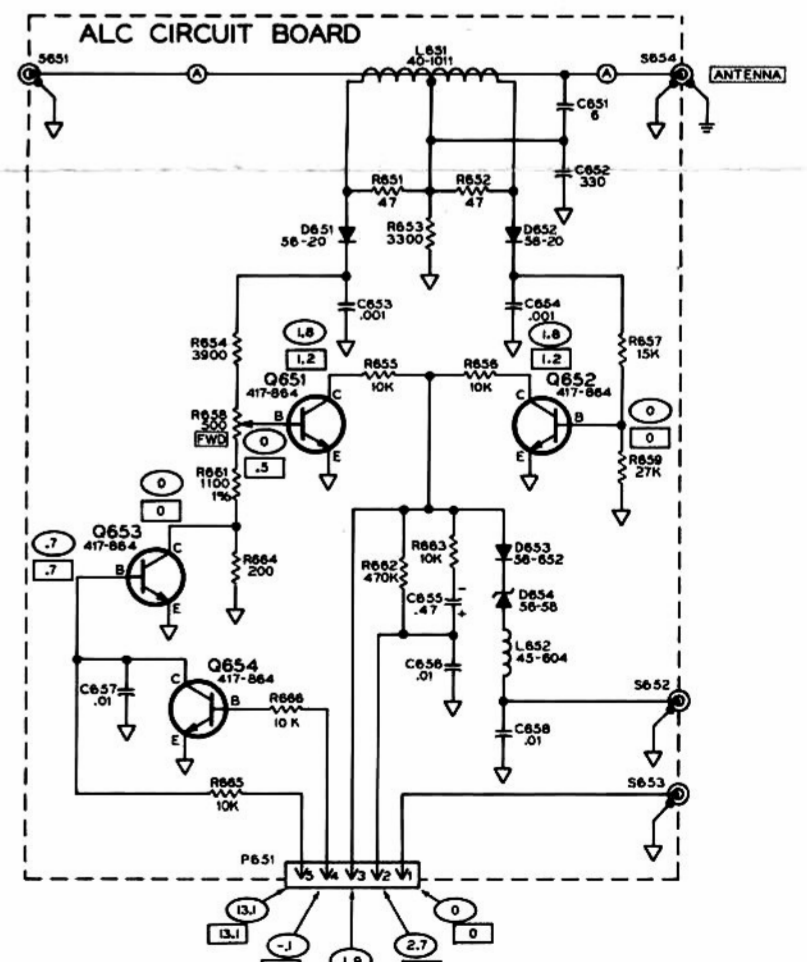 ALC CIRCUIT BOARD
S651
L651
40-1011
S654
A
A
ANTENNA
C651
6
C652
330
R651
47
R652
47
R653
3300
D651
56-20
D652
56-20
C653
.001
C654
.001
R654
3900
1.8
1.2
1.8
1.2
R657
15K
R655
10K
R656
10K
Q651
417-864
C
B
E
Q652
417-864
C
B
E
R658
500
FWD
0
.5
0
0
R659
27K
R661
1100
1%
0
0
Q653
417-864
C
B
E
.7
.7
R664
200
R662
470K
R663
10K
D653
56-652
D654
56-58
C655
.47
-
+
L652
45-604
C656
.01
Q654
417-864
C
B
E
C657
.01
R666
10 K
S652
C658
.01
R665
10K
S653
P651
5
4
3
2
1
13.1
13.1
-.1
1.9
2.7
0
0